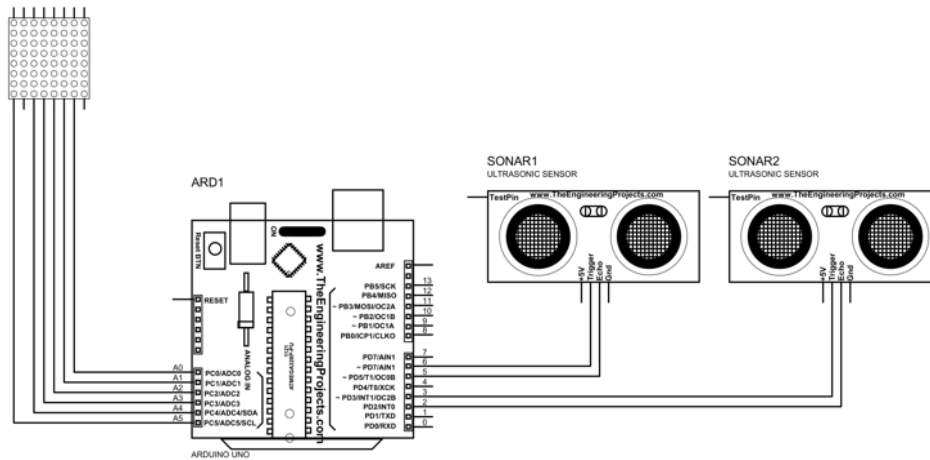 ARD1
SONAR1
ULTRASONIC SENSOR
SONAR2
ULTRASONIC SENSOR
TestPin
www.TheEngineeringProjects.com
+5V
Trigger
Echo
Gnd
TestPin
www.TheEngineeringProjects.com
+5V
Trigger
Echo
Gnd
Reset BTN
ON
www.TheEngineeringProjects.com
ANALOG IN
RESET
A0 PC0/ADC0
A1 PC1/ADC1
A2 PC2/ADC2
A3 PC3/ADC3
A4 PC4/ADC4/SDA
A5 PC5/ADC5/SCL
AREF
PB5/SCK 13
PB4/MISO 12
~ PB3/MOSI/OC2A 11
~ PB2/OC1B 10
~ PB1/OC1A 9
PB0/ICP1/CLKO 8
PD7/AIN1 7
~ PD7/AIN1 6
~ PD5/T1/OC0B 5
PD4/T0/XCK 4
~ PD3/INT1/OC2B 3
PD2/INT0 2
PD1/TXD 1
PD0/RXD 0
ARDUINO UNO